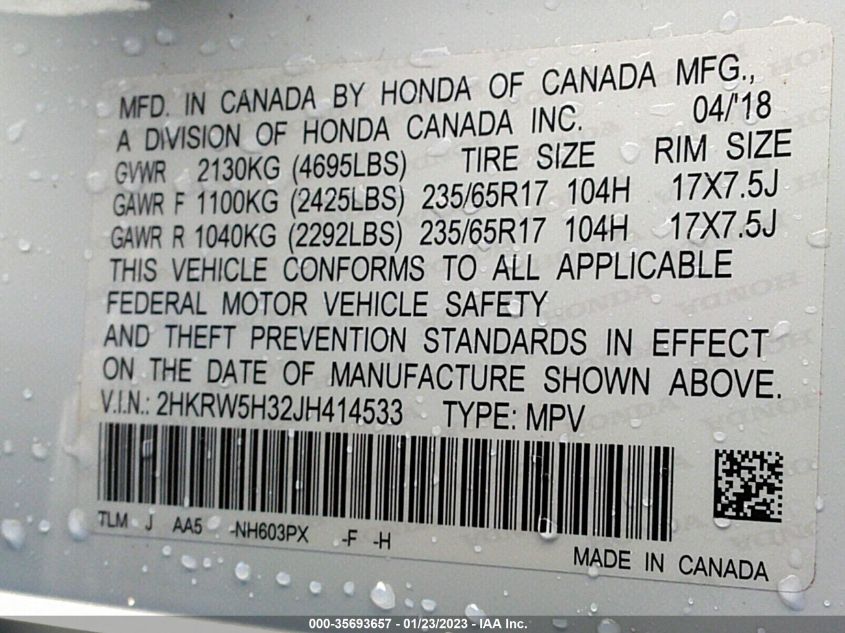 MFD. IN CANADA BY HONDA OF CANADA MFG.,
A DIVISION OF HONDA CANADA INC. 04/'18
GVWR 2130KG (4695LBS) TIRE SIZE RIM SIZE
GAWR F 1100KG (2425LBS) 235/65R17 104H 17X7.5J
GAWR R 1040KG (2292LBS) 235/65R17 104H 17X7.5J
THIS VEHICLE CONFORMS TO ALL APPLICABLE
FEDERAL MOTOR VEHICLE SAFETY
AND THEFT PREVENTION STANDARDS IN EFFECT
ON THE DATE OF MANUFACTURE SHOWN ABOVE.
V.I.N.: 2HKRW5H32JH414533 TYPE: MPV
TLM J AA5 -NH603PX -F -H
MADE IN CANADA
000-35693657 - 01/23/2023 - IAA Inc.